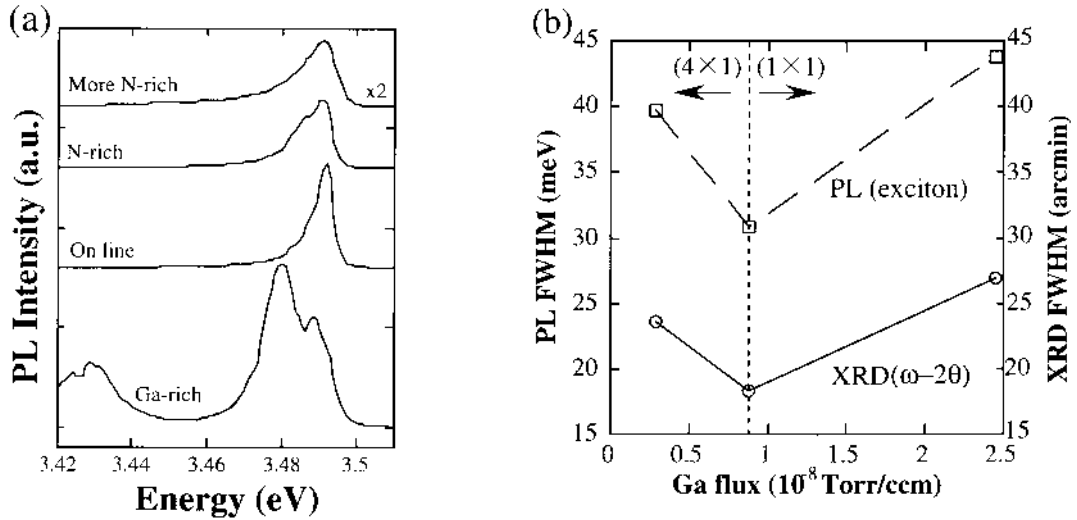 (a)
PL Intensity (a.u.)
More N-rich
x2
N-rich
On fine
Ga-rich
3.42
3.44
3.46
3.48
3.5
Energy (eV)
(b)
PL FWHM (meV)
45
40
35
30
25
20
15
(4×1)
(1×1)
PL (exciton)
XRD(ω−2θ)
45
40
35
30
25
20
15
XRD FWHM (arcmin)
0
0.5
1
1.5
2
2.5
Ga flux (10⁻⁸ Torr/ccm)